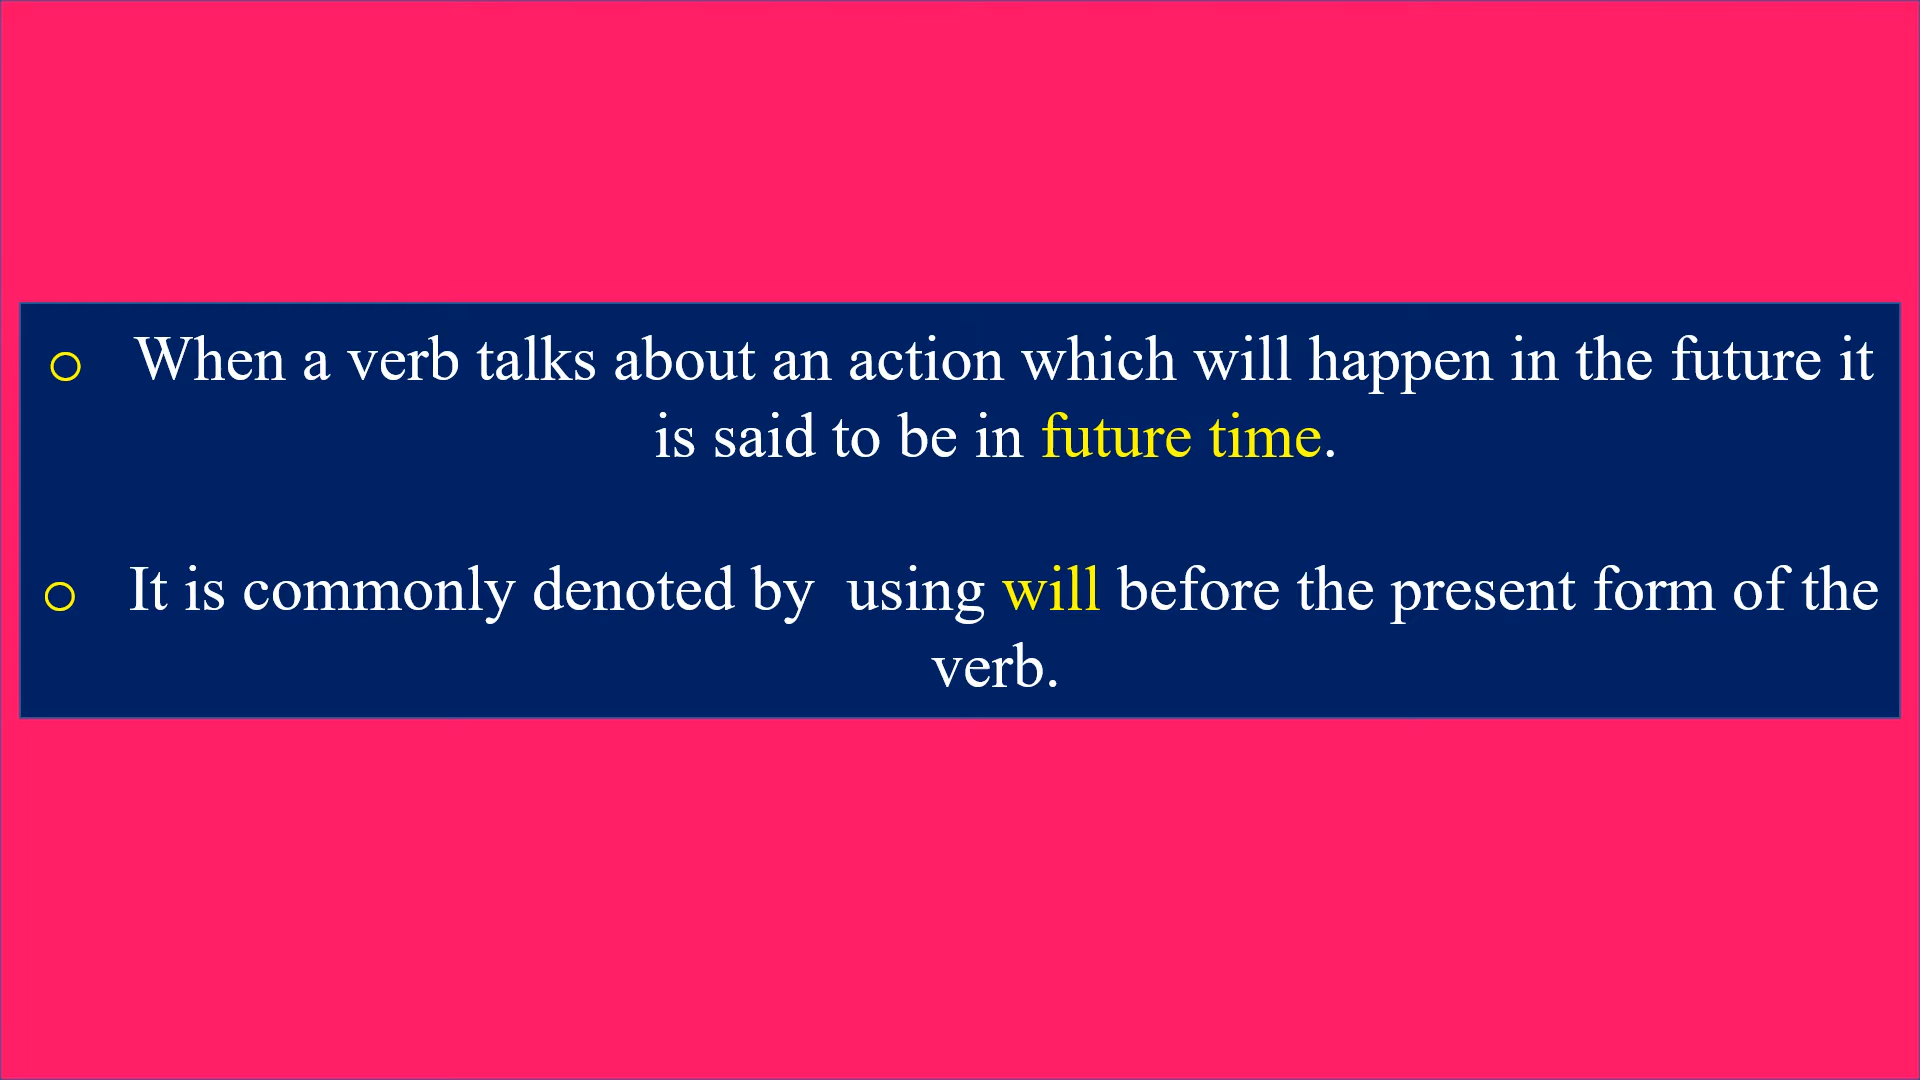 o When a verb talks about an action which will happen in the future it
is said to be in future time.
o It is commonly denoted by  using will before the present form of the
verb.